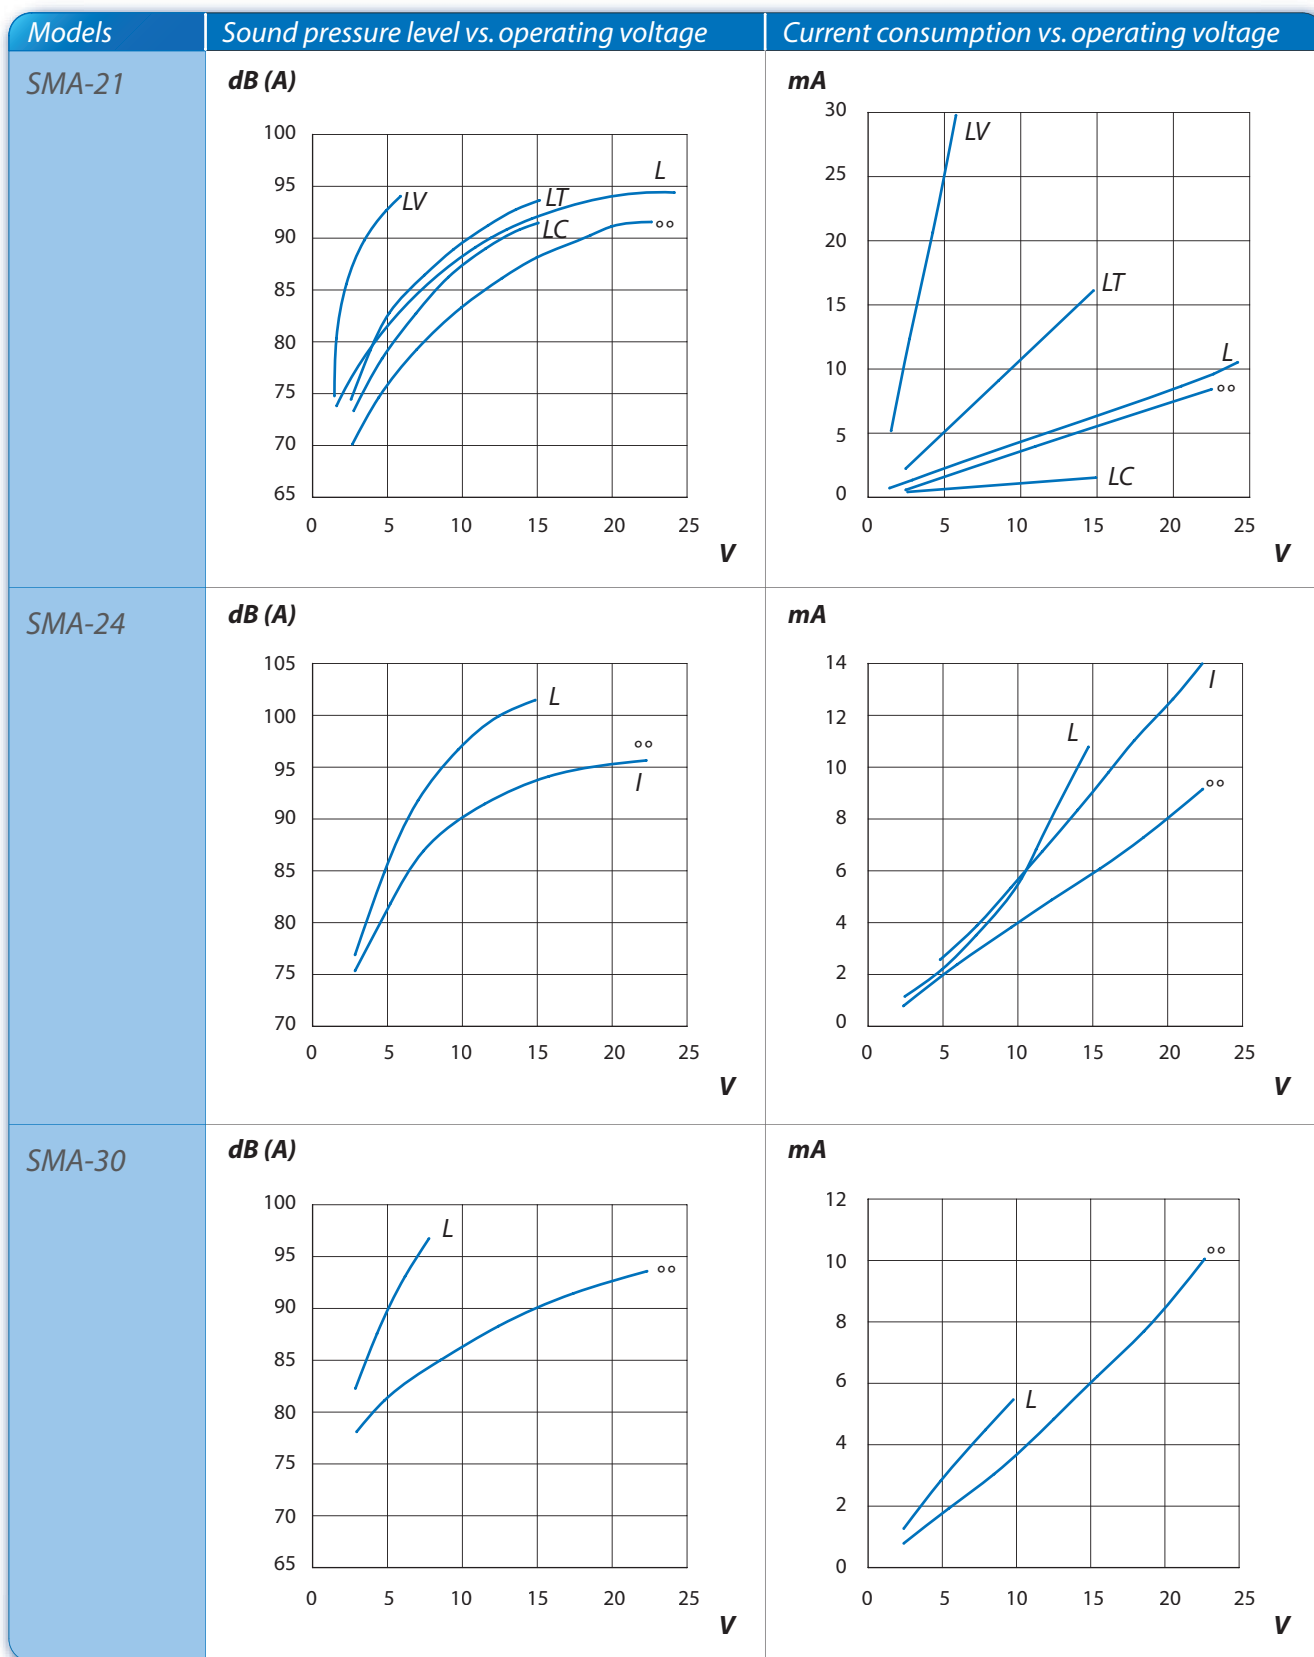 Models Sound pressure level vs. operating voltage Current consumption vs. operating voltage
SMA-21
dB (A)
100
95
90
85
80
75
70
65
0 5 10 15 20 25
V
LV
LT
LC
L
°°
mA
30
25
20
15
10
5
0
0 5 10 15 20 25
V
LV
LT
L
°°
LC
SMA-24
dB (A)
105
100
95
90
85
80
75
70
0 5 10 15 20 25
V
L
°°
I
mA
14
12
10
8
6
4
2
0
0 5 10 15 20 25
V
I
L
°°
SMA-30
dB (A)
100
95
90
85
80
75
70
65
0 5 10 15 20 25
V
L
°°
mA
12
10
8
6
4
2
0
0 5 10 15 20 25
V
°°
L